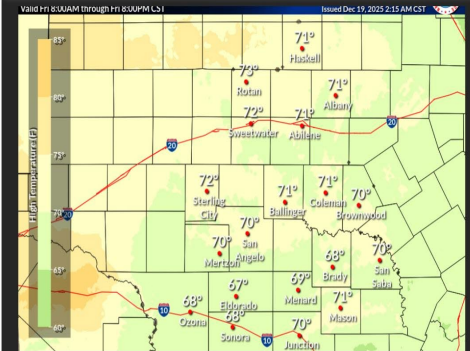 Valid Fri 8:00AM through Fri 8:00PM CST
Issued Dec 19, 2025 2:15 AM CST
85°
80°
75°
70°
65°
60°
High Temperature (F)
71°
Haskell
73°
Rotan
71°
Albany
72°
Sweetwater
71°
Abilene
20
20
20
72°
Sterling
City
71°
Ballinger
71°
Coleman
70°
Brownwood
70°
San
Angelo
70°
Mertzon
68°
Brady
70°
San
Saba
67°
Eldorado
69°
Menard
68°
Ozona
68°
Sonora
71°
Mason
70°
Junction
10
10